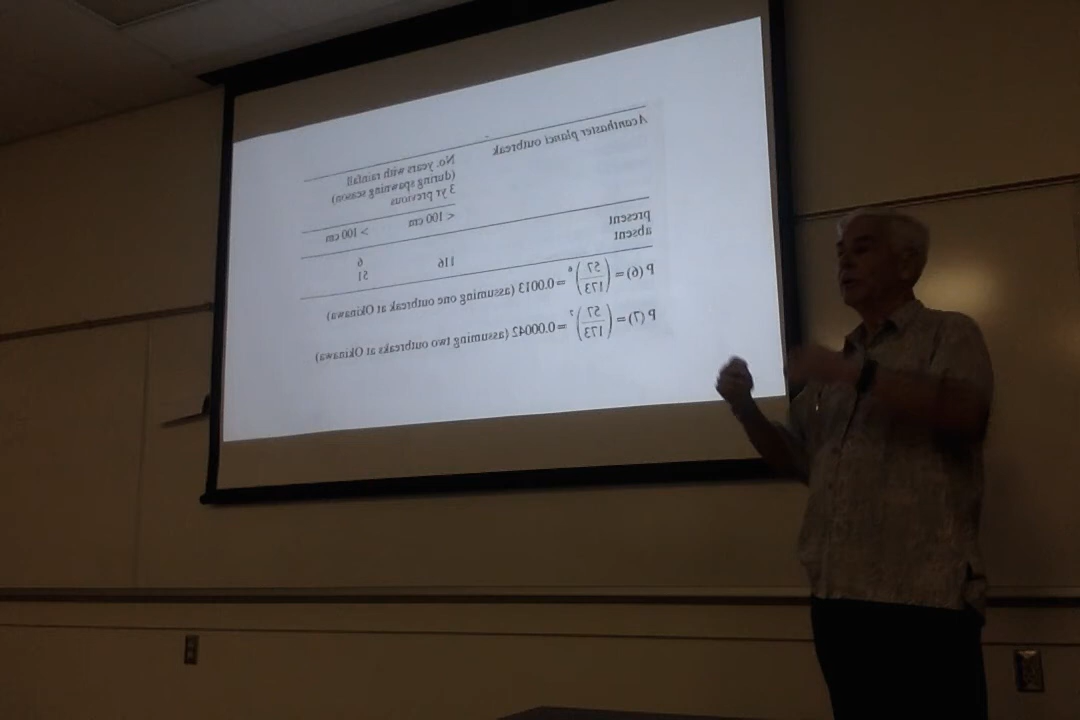 Acanthaster planci outbreak
No. years with rainfall
(during spawning season)
3 yr previous
< 100 cm > 100 cm
present 6
absent 116 51
P (6) = (57/173)^6 = 0.0013 (assuming one outbreak at Okinawa)
P (7) = (57/173)^7 = 0.00042 (assuming two outbreaks at Okinawa)